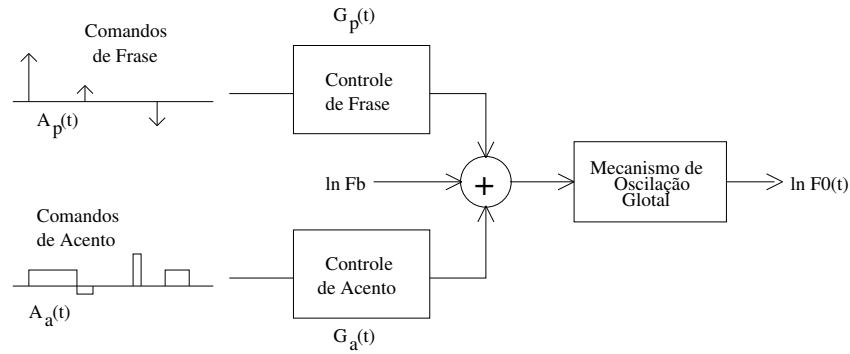 G_p(t)
Comandos
de Frase
Controle
de Frase
A_p(t)
ln Fb
+
Mecanismo de
Oscilação
Glotal
ln F0(t)
Comandos
de Acento
Controle
de Acento
A_a(t)
G_a(t)